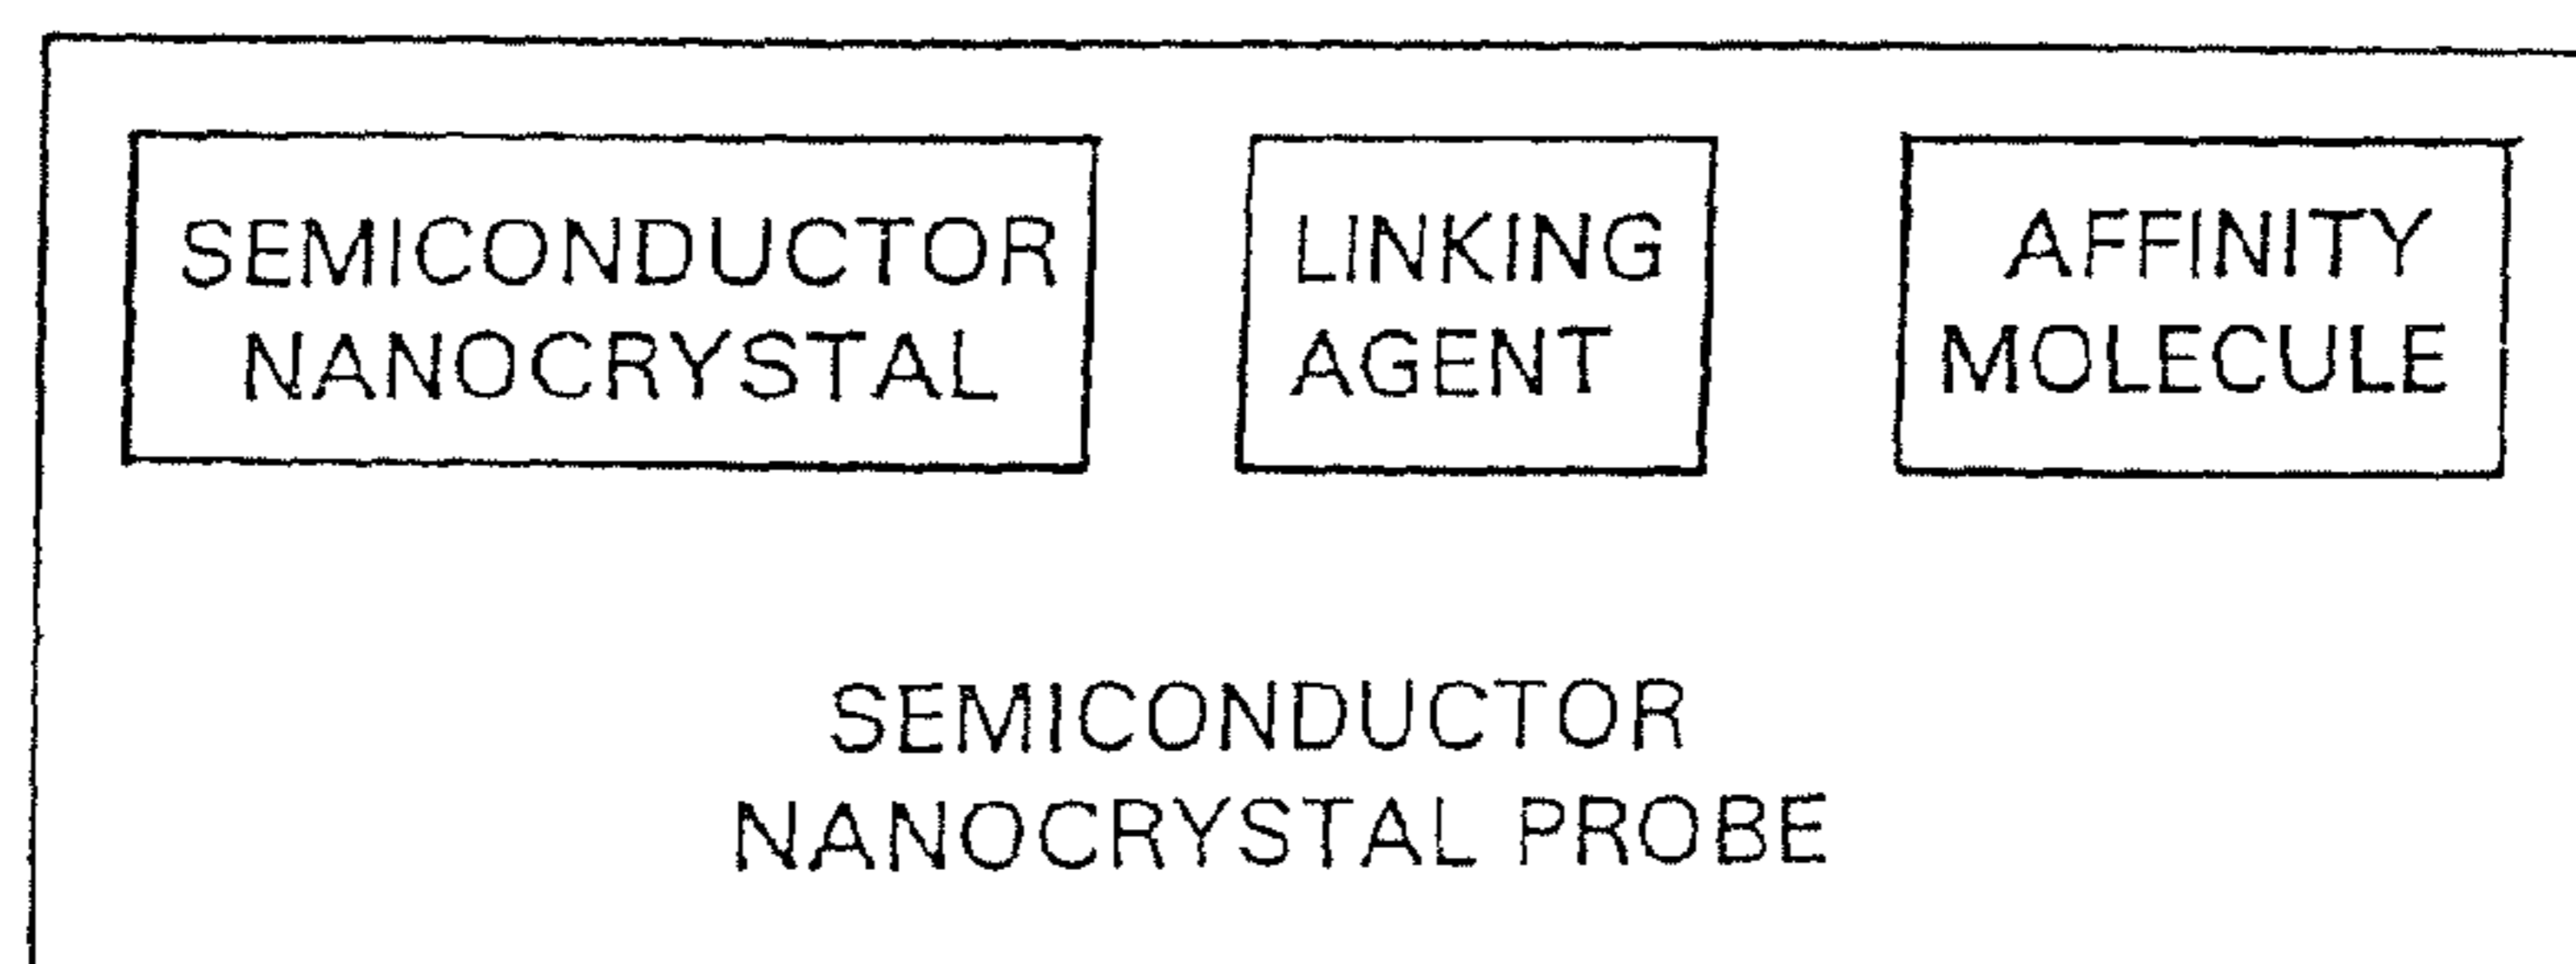 SEMICONDUCTOR
NANOCRYSTAL
LINKING
AGENT
AFFINITY
MOLECULE
SEMICONDUCTOR
NANOCRYSTAL PROBE